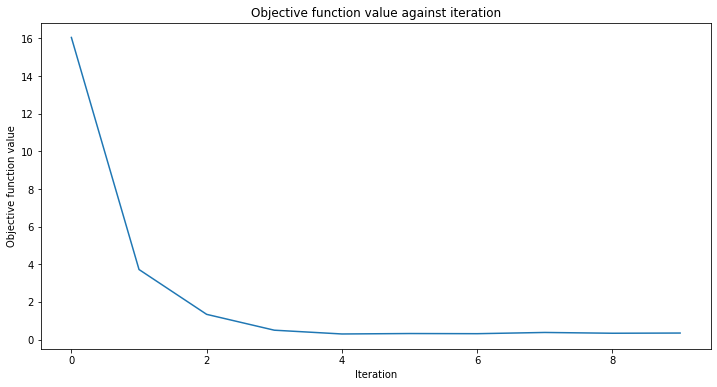 Objective function value against iteration
Objective function value
16
14
12
10
8
6
4
2
0
0 2 4 6 8
Iteration